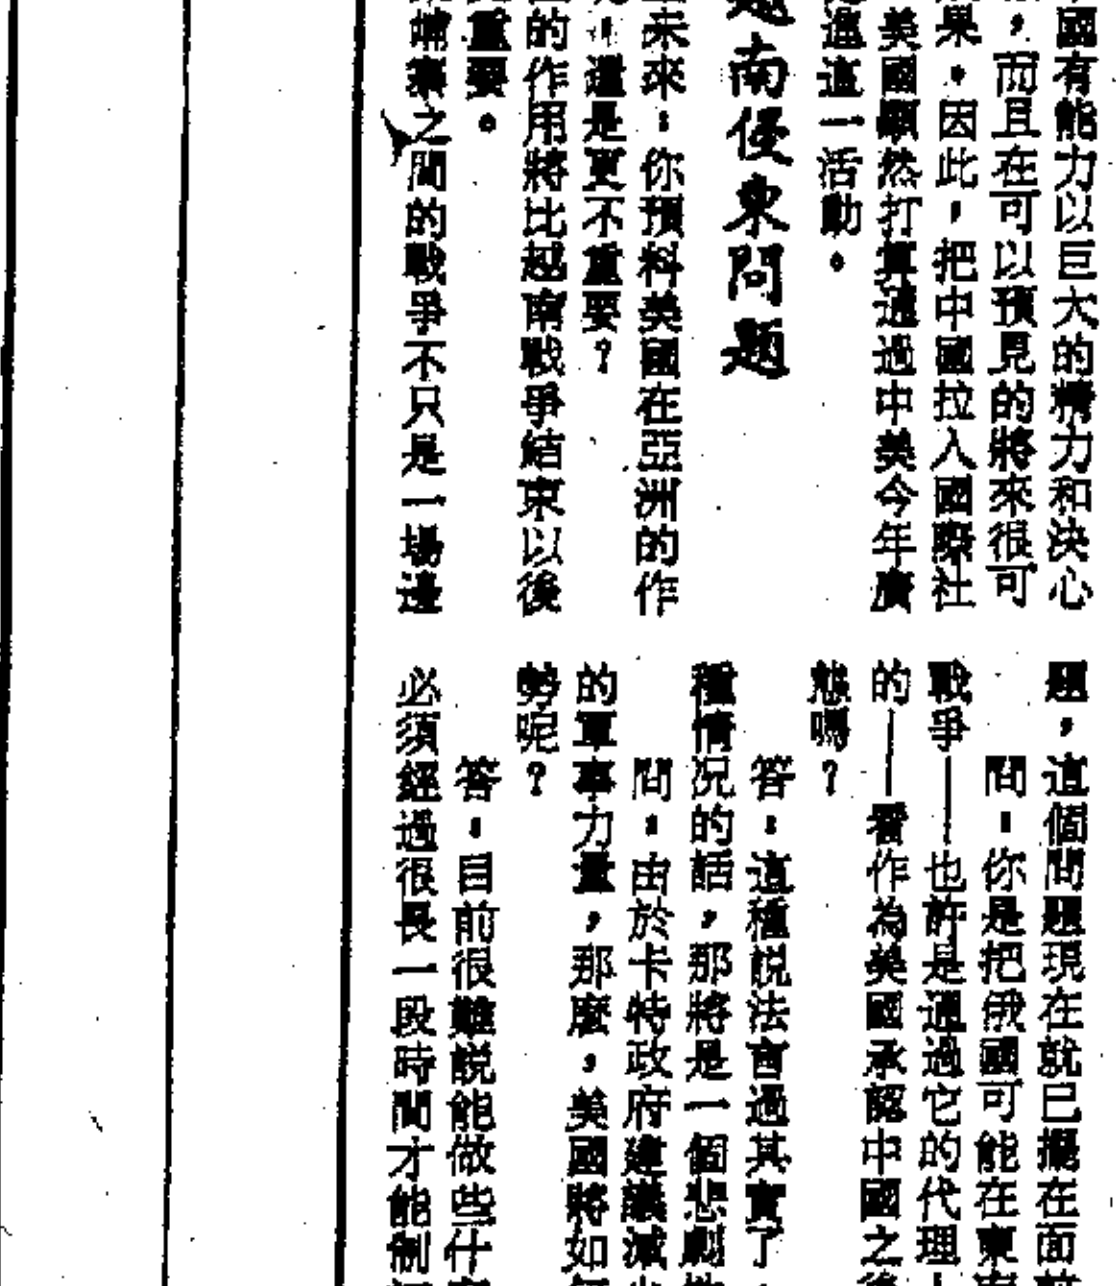 國有能力以巨大的精力和決心
，而且在可以預見的將來很可
果。因此，把中國拉入國際社
美國顯然打算通過中美今年廣
進這一活動。
越南侵柬問題
未來：你預料美國在亞洲的作
還是更不重要？
的作用將比越南戰爭結束以後
重要。
柬埔寨之間的戰爭不只是一場邊
題，這個問題現在就已擺在面
問：你是把俄國可能在東
戰爭——也許是通過它的代理
的——看作為美國承認中國之後
態嗎？
答：這種説法言過其實了，
種情況的話，那將是一個悲劇性
問：由於卡特政府建議減少
的軍事力量，那麼，美國將如何
勢呢？
答：目前很難説能做些什麼
必須經過很長一段時間才能制